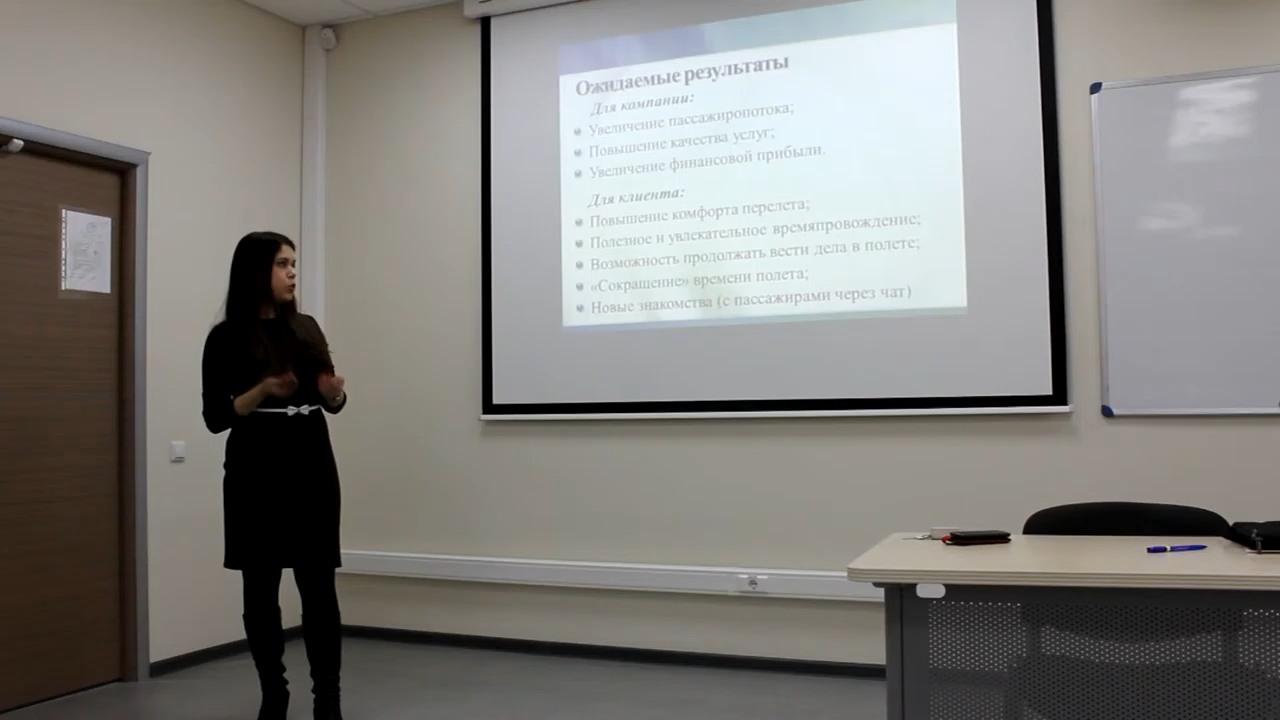 Ожидаемые результаты
Для компании:
Увеличение пассажиропотока;
Повышение качества услуг;
Увеличение финансовой прибыли.
Для клиента:
Повышение комфорта перелета;
Полезное и увлекательное времяпровождение;
Возможность продолжать вести дела в полете;
«Сокращение» времени полета;
Новые знакомства (с пассажирами через чат)